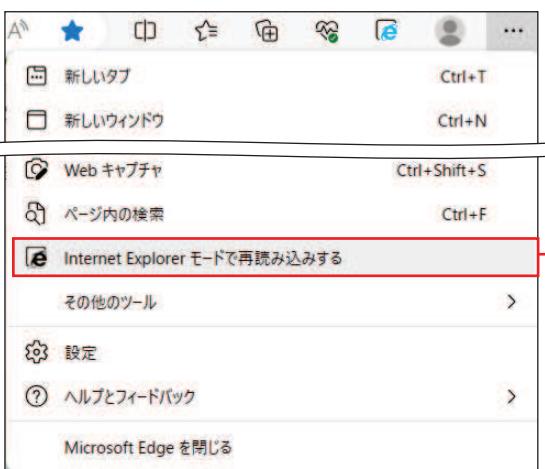 A
新しいタブ Ctrl+T
新しいウィンドウ Ctrl+N
Web キャプチャ Ctrl+Shift+S
ページ内の検索 Ctrl+F
Internet Explorer モードで再読み込みする
その他のツール
設定
ヘルプとフィードバック
Microsoft Edge を閉じる